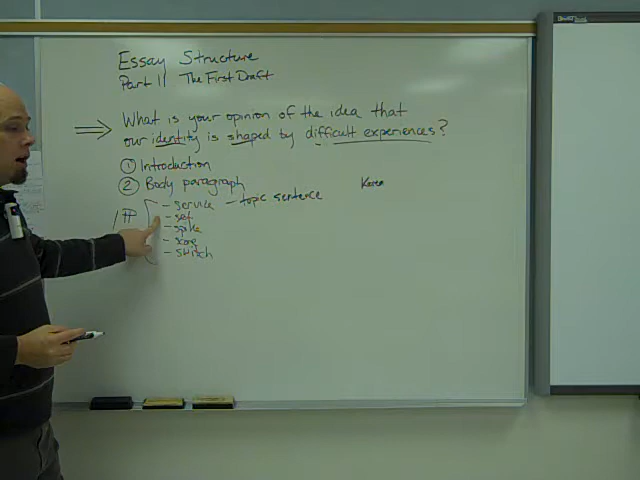 Essay Structure
Part II The First Draft
What is your opinion of the idea that
our identity is shaped by difficult experiences?
① Introduction
② Body paragraph
Korea
- service - topic sentence
- set
- spike
- score
- switch